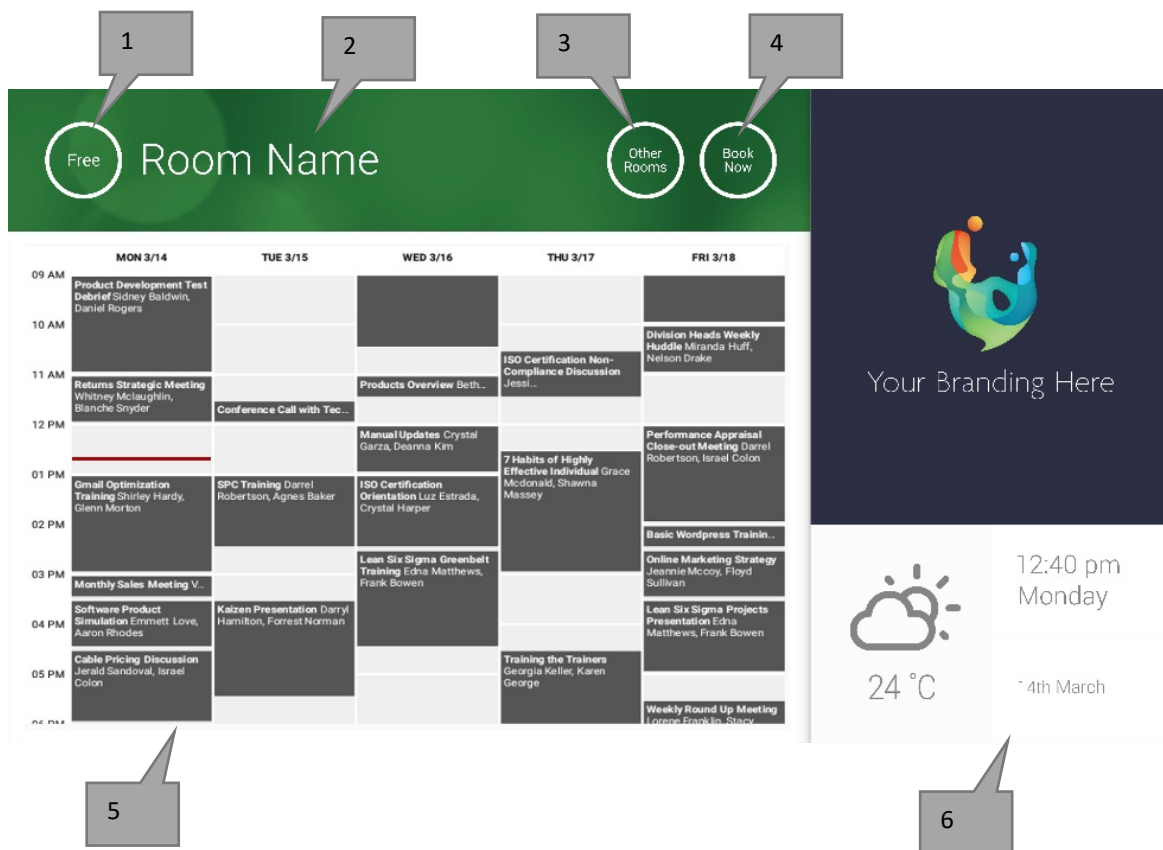 1
2
3
4
Free
Room Name
Other
Rooms
Book
Now
MON 3/14
TUE 3/15
WED 3/16
THU 3/17
FRI 3/18
09 AM
10 AM
11 AM
12 PM
01 PM
02 PM
03 PM
04 PM
05 PM
Product Development Test
Debrief Sidney Baldwin,
Daniel Rogers
Returns Strategic Meeting
Whitney Mclaughlin,
Blanche Snyder
Gmail Optimization
Training Shirley Hardy,
Glenn Morton
Monthly Sales Meeting V...
Software Product
Simulation Emmett Love,
Aaron Rhodes
Cable Pricing Discussion
Jerald Sandoval, Israel
Colon
Conference Call with Tec...
SPC Training Darrel
Robertson, Agnes Baker
Kaizen Presentation Darryl
Hamilton, Forrest Norman
Products Overview Beth...
Manual Updates Crystal
Garza, Deanna Kim
ISO Certification
Orientation Luz Estrada,
Crystal Harper
Lean Six Sigma Greenbelt
Training Edna Matthews,
Frank Bowen
ISO Certification Non-
Compliance Discussion
Jessi...
7 Habits of Highly
Effective Individual Grace
Mcdonald, Shawna
Massey
Training the Trainers
Georgia Keller, Karen
George
Division Heads Weekly
Huddle Miranda Huff,
Nelson Drake
Performance Appraisal
Close-out Meeting Darrel
Robertson, Israel Colon
Basic Wordpress Trainin...
Online Marketing Strategy
Jeannie Mccoy, Floyd
Sullivan
Lean Six Sigma Projects
Presentation Edna
Matthews, Frank Bowen
Weekly Round Up Meeting
Lorene Franklin, Stacy
Your Branding Here
12:40 pm
Monday
24 °C
4th March
5
6